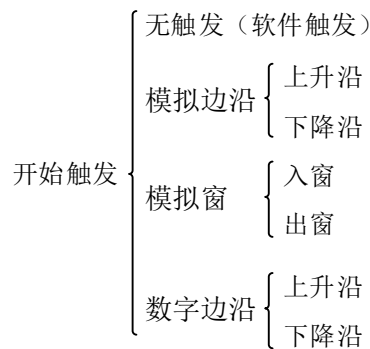 开始触发
无触发（软件触发）
模拟边沿
上升沿
下降沿
模拟窗
入窗
出窗
数字边沿
上升沿
下降沿